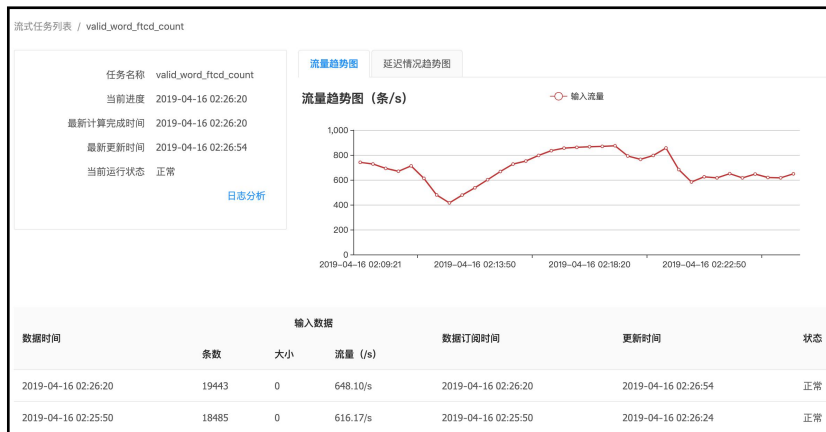 流式任务列表 / valid_word_ftcd_count
任务名称 valid_word_ftcd_count
当前进度 2019-04-16 02:26:20
最新计算完成时间 2019-04-16 02:26:20
最新更新时间 2019-04-16 02:26:54
当前运行状态 正常
日志分析
流量趋势图 延迟情况趋势图
流量趋势图（条/s）
输入流量
1,000
800
600
400
200
0
2019-04-16 02:09:21 2019-04-16 02:13:50 2019-04-16 02:18:20 2019-04-16 02:22:50
数据时间 输入数据 数据订阅时间 更新时间 状态
条数 大小 流量（/s）
2019-04-16 02:26:20 19443 0 648.10/s 2019-04-16 02:26:20 2019-04-16 02:26:54 正常
2019-04-16 02:25:50 18485 0 616.17/s 2019-04-16 02:25:50 2019-04-16 02:26:24 正常